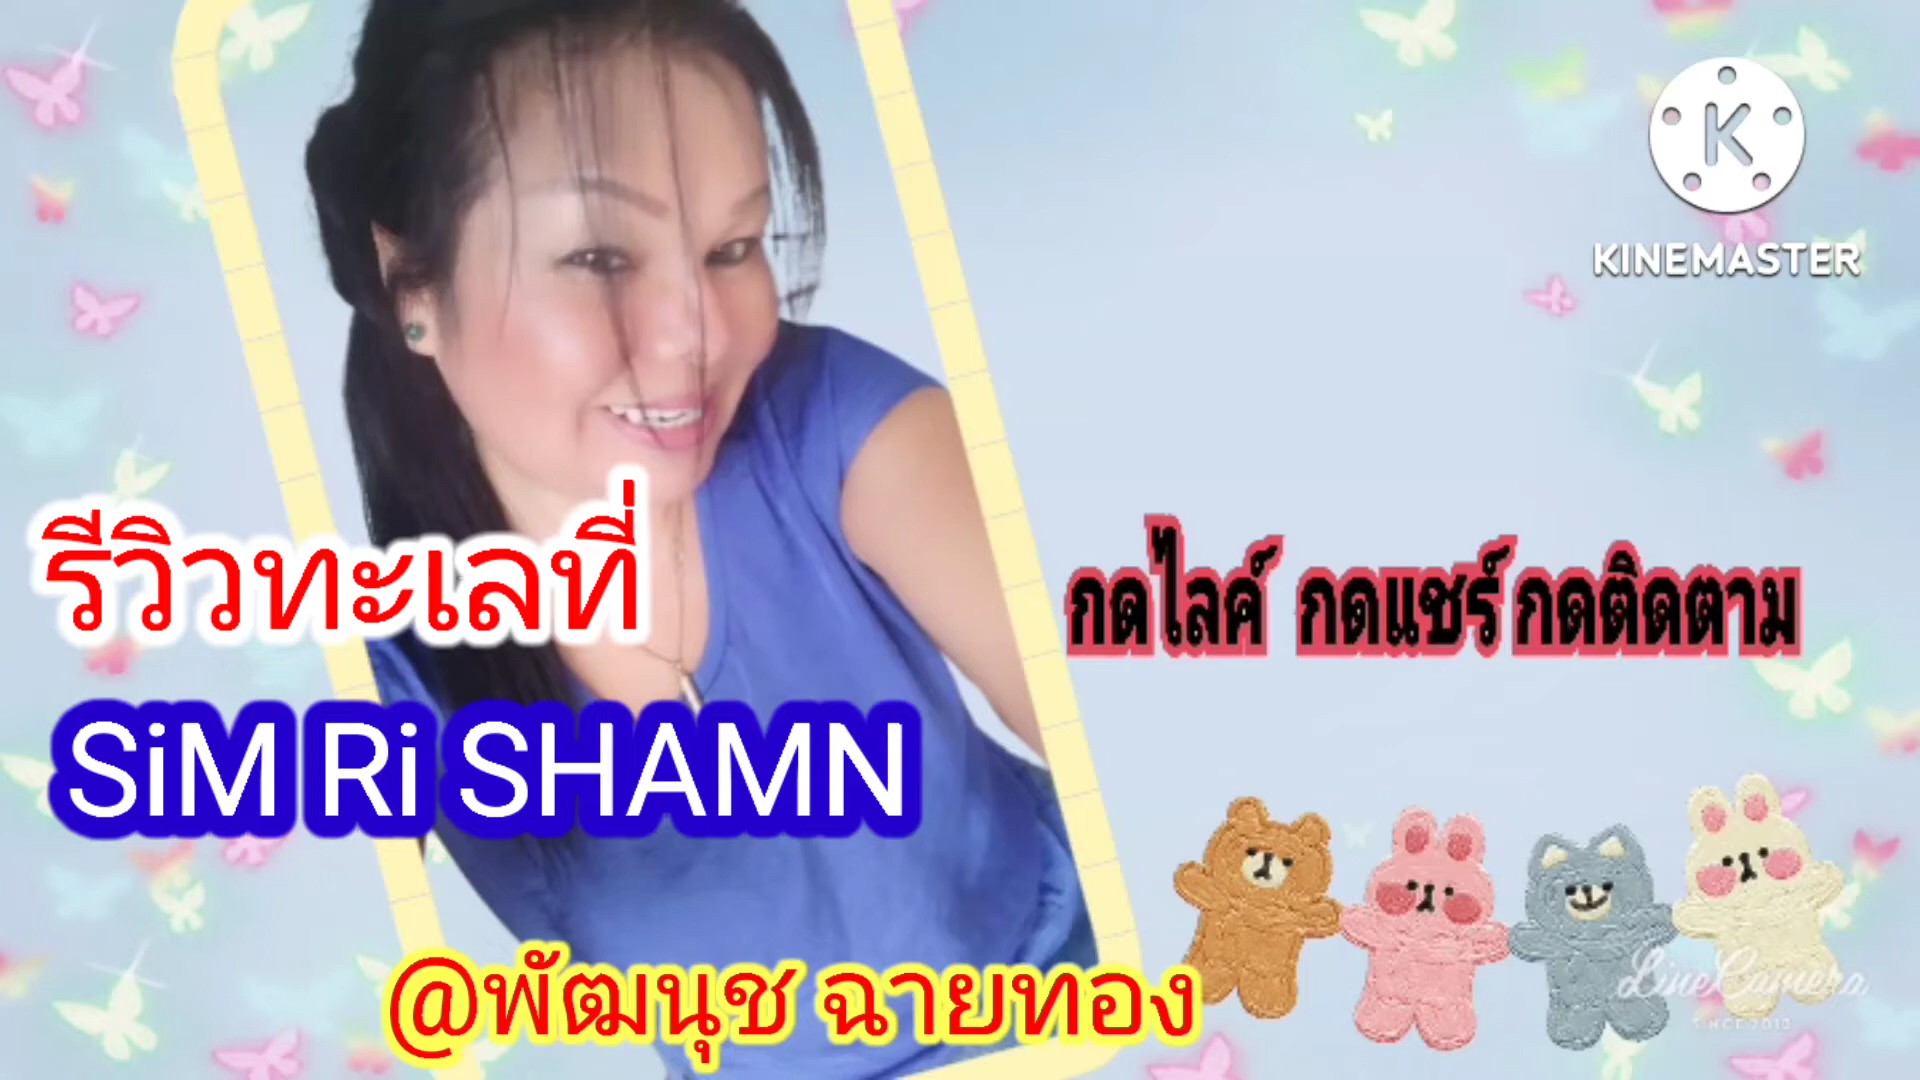 K
KINEMASTER
รีวิวทะเลที่
กดไลค์ กดแชร์ กดติดตาม
SiM Ri SHAMN
@พัฒนุช ฉายทอง
LineCamera
SINCE 2012